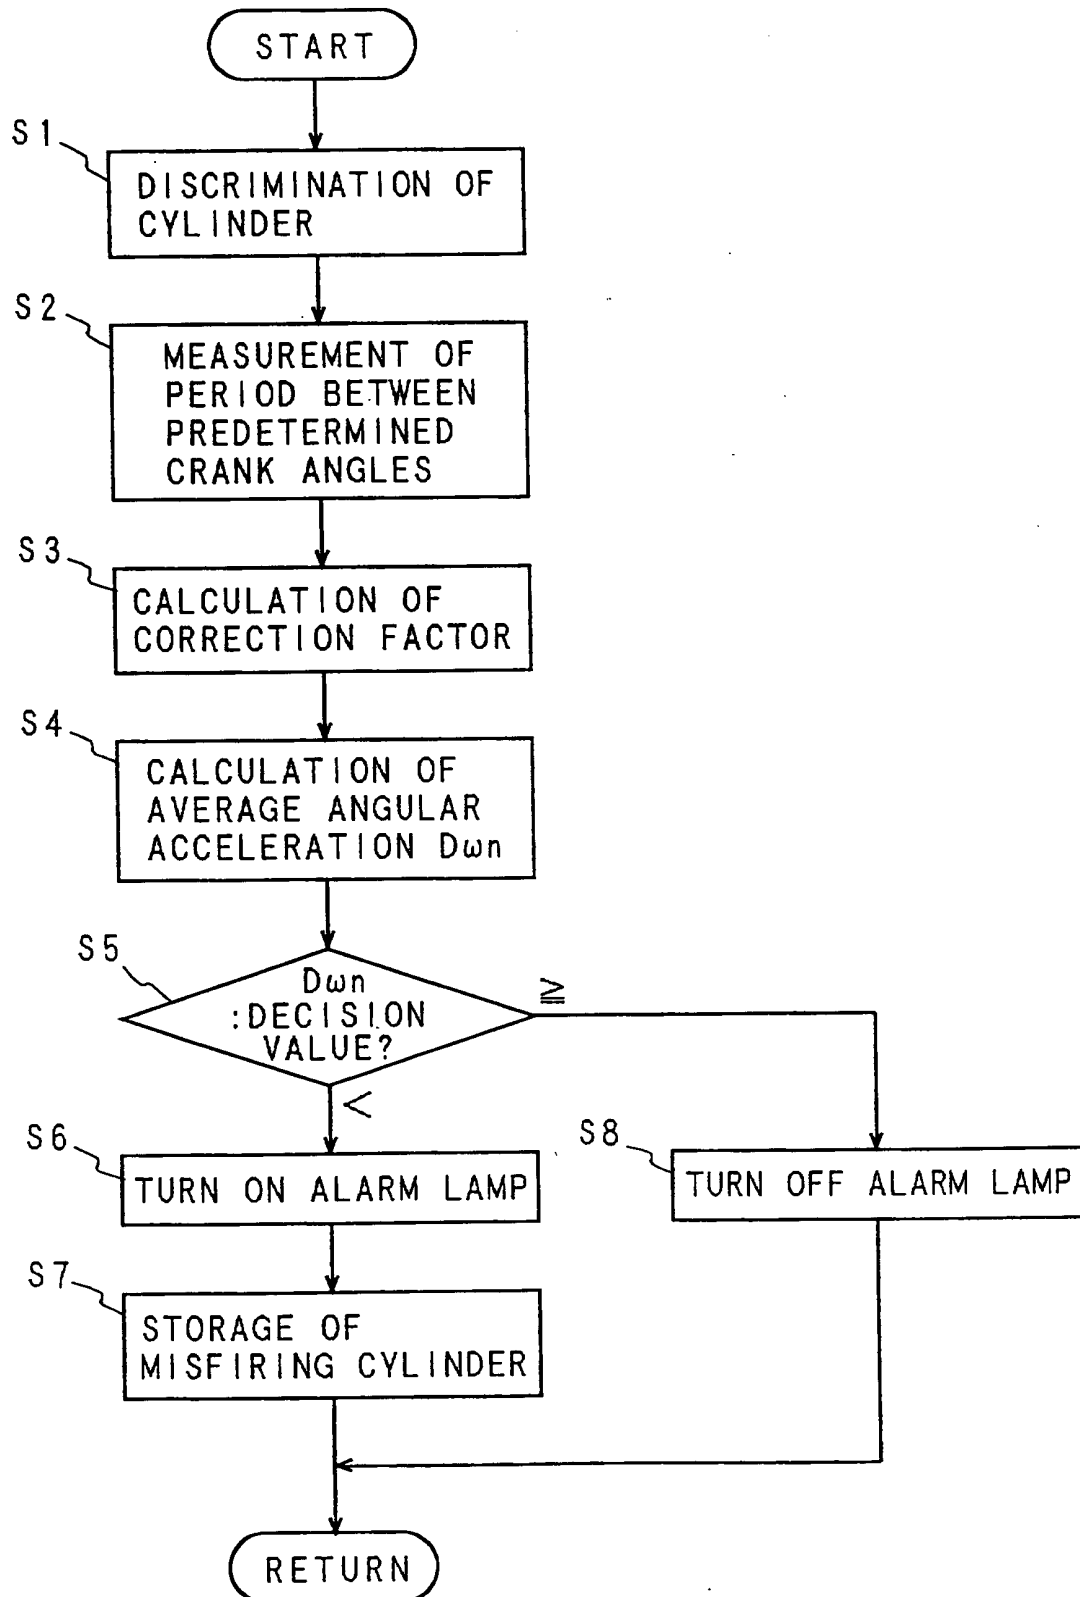 START
S1
DISCRIMINATION OF
CYLINDER
S2
MEASUREMENT OF
PERIOD BETWEEN
PREDETERMINED
CRANK ANGLES
S3
CALCULATION OF
CORRECTION FACTOR
S4
CALCULATION OF
AVERAGE ANGULAR
ACCELERATION Dωn
S5
Dωn
:DECISION
VALUE?
≧
<
S6
TURN ON ALARM LAMP
S8
TURN OFF ALARM LAMP
S7
STORAGE OF
MISFIRING CYLINDER
RETURN